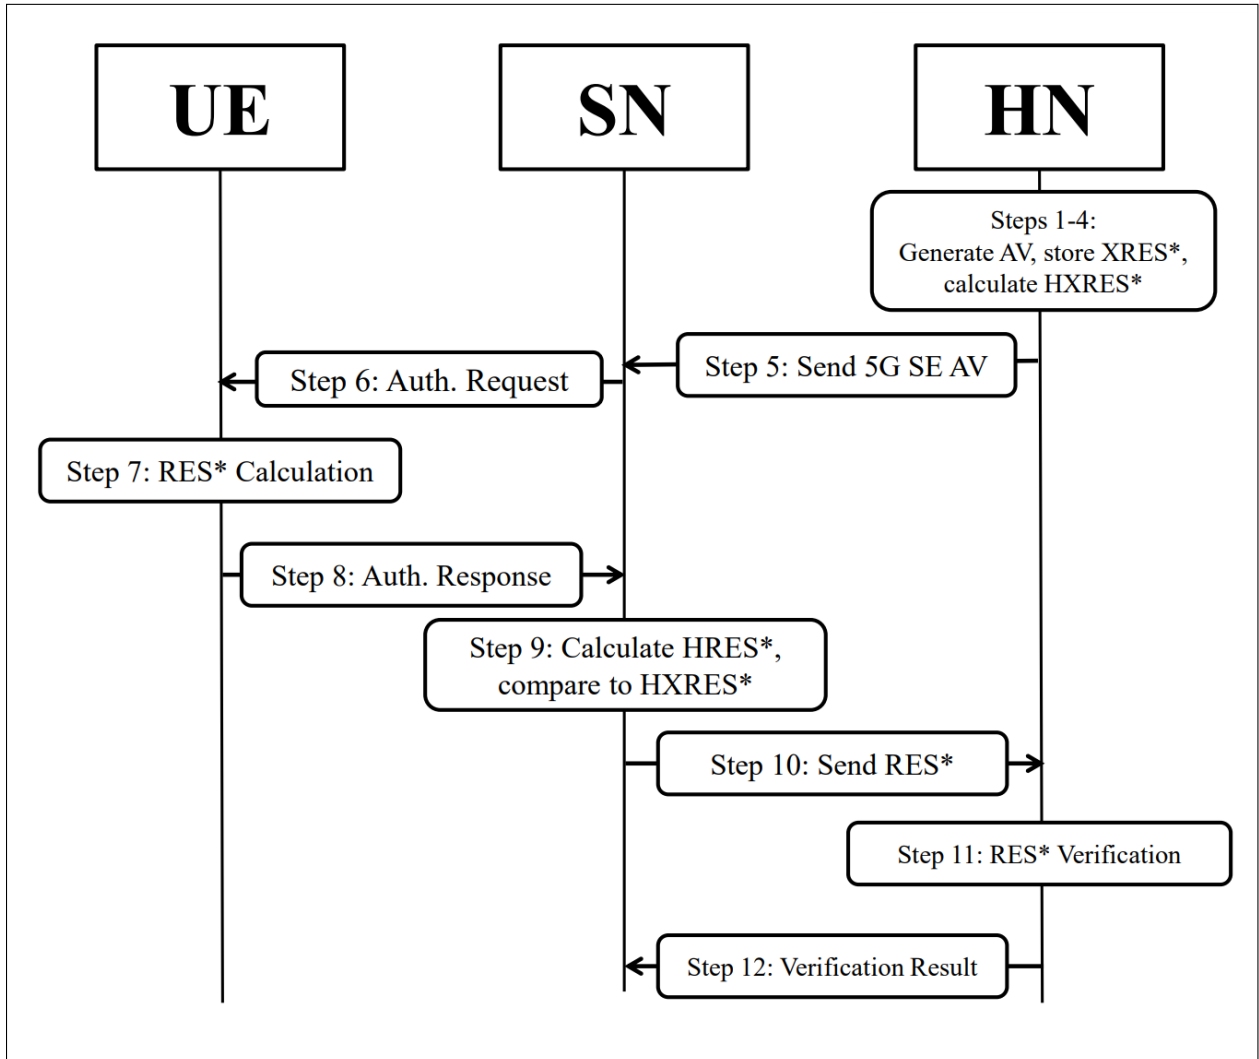 UE
SN
HN
Steps 1-4:
Generate AV, store XRES*,
calculate HXRES*
Step 5: Send 5G SE AV
Step 6: Auth. Request
Step 7: RES* Calculation
Step 8: Auth. Response
Step 9: Calculate HRES*,
compare to HXRES*
Step 10: Send RES*
Step 11: RES* Verification
Step 12: Verification Result